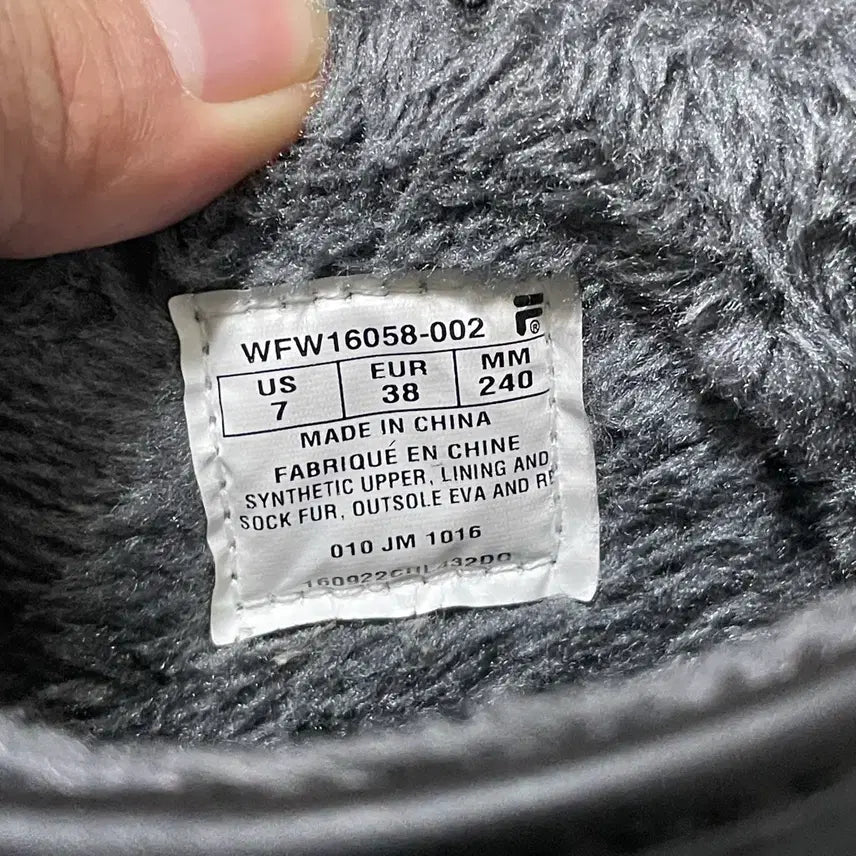 WFW16058-002 F®
US EUR MM
7 38 240
MADE IN CHINA
FABRIQUÉ EN CHINE
SYNTHETIC UPPER, LINING AND
SOCK FUR, OUTSOLE EVA AND
010 JM 1016